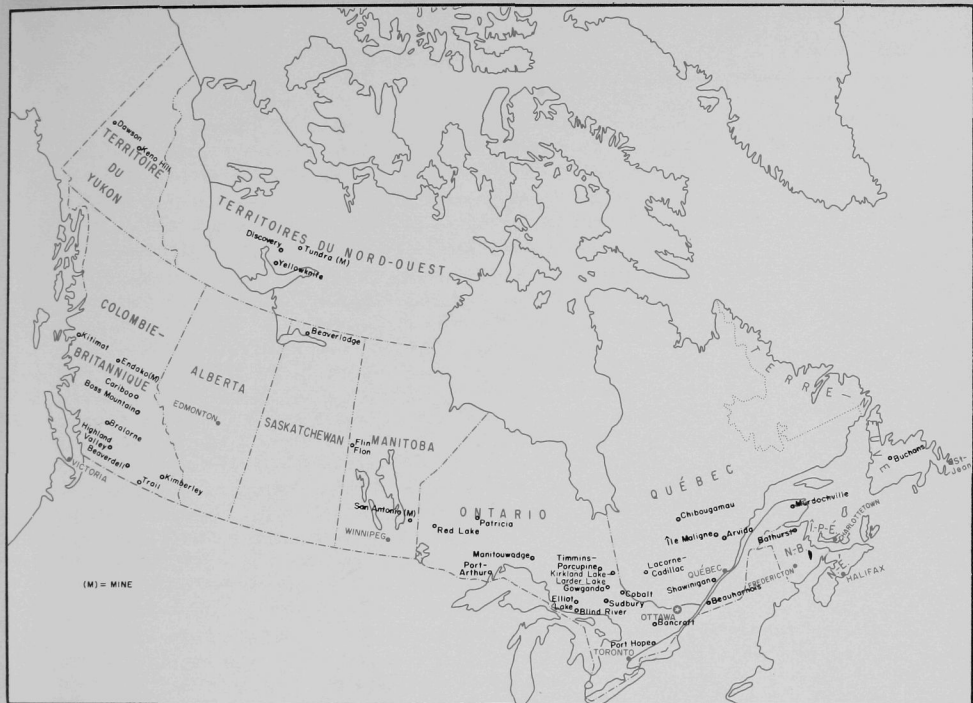 Dawson
Keno Hill
TERRITOIRE
DU
YUKON
TERRITOIRES DU NORD-OUEST
Discovery
Tundra (M)
Yellowknife
COLOMBIE-
BRITANNIQUE
Kitimat
Endako(M)
Cariboo
Boss Mountain
Bralorne
Highland
Valley
Beaverdell
VICTORIA
Trail
Kimberley
ALBERTA
EDMONTON
Beaverlodge
SASKATCHEWAN
MANITOBA
Flin
Flon
San Antonio (M)
WINNIPEG
ONTARIO
Patricia
Red Lake
Manitouwadge
Port-
Arthur
Timmins-
Porcupine
Kirkland Lake-
Larder Lake
Gowganda
Cobalt
Elliot
Lake
Sudbury
Blind River
OTTAWA
Bancroft
Port Hope
TORONTO
QUÉBEC
Chibougamau
Île Maligne
Arvida
Lacorne-
Cadillac
QUÉBEC
Shawinigan
Beauharnois
Murdochville
Bathurst
N-B
FREDERICTON
Î-P-É
CHARLOTTETOWN
N-E
HALIFAX
TERRE-NEUVE
Buchans
St-
Jean
(M) = MINE